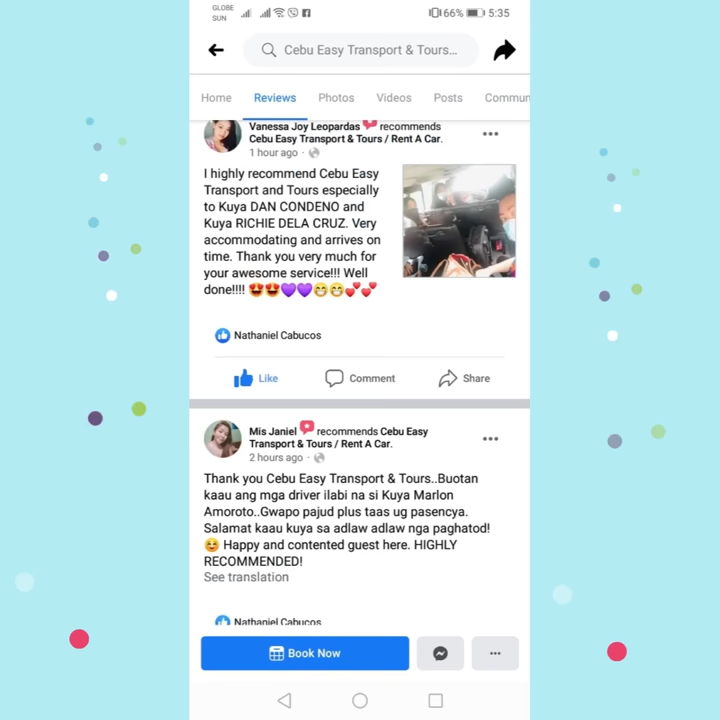 GLOBE
SUN
66%
5:35
Cebu Easy Transport & Tours...
Home
Reviews
Photos
Videos
Posts
Commun
Vanessa Joy Leopardas recommends
Cebu Easy Transport & Tours / Rent A Car.
1 hour ago ·
I highly recommend Cebu Easy
Transport and Tours especially
to Kuya DAN CONDENO and
Kuya RICHIE DELA CRUZ. Very
accommodating and arrives on
time. Thank you very much for
your awesome service!!! Well
done!!!! 😍😍💜💜😁😁💕💕
Nathaniel Cabucos
Like
Comment
Share
Mis Janiel recommends Cebu Easy
Transport & Tours / Rent A Car.
2 hours ago ·
Thank you Cebu Easy Transport & Tours..Buotan
kaau ang mga driver ilabi na si Kuya Marlon
Amoroto..Gwapo pajud plus taas ug pasencya.
Salamat kaau kuya sa adlaw adlaw nga paghatod!
😊 Happy and contented guest here. HIGHLY
RECOMMENDED!
See translation
Nathaniel Cabucos
Book Now